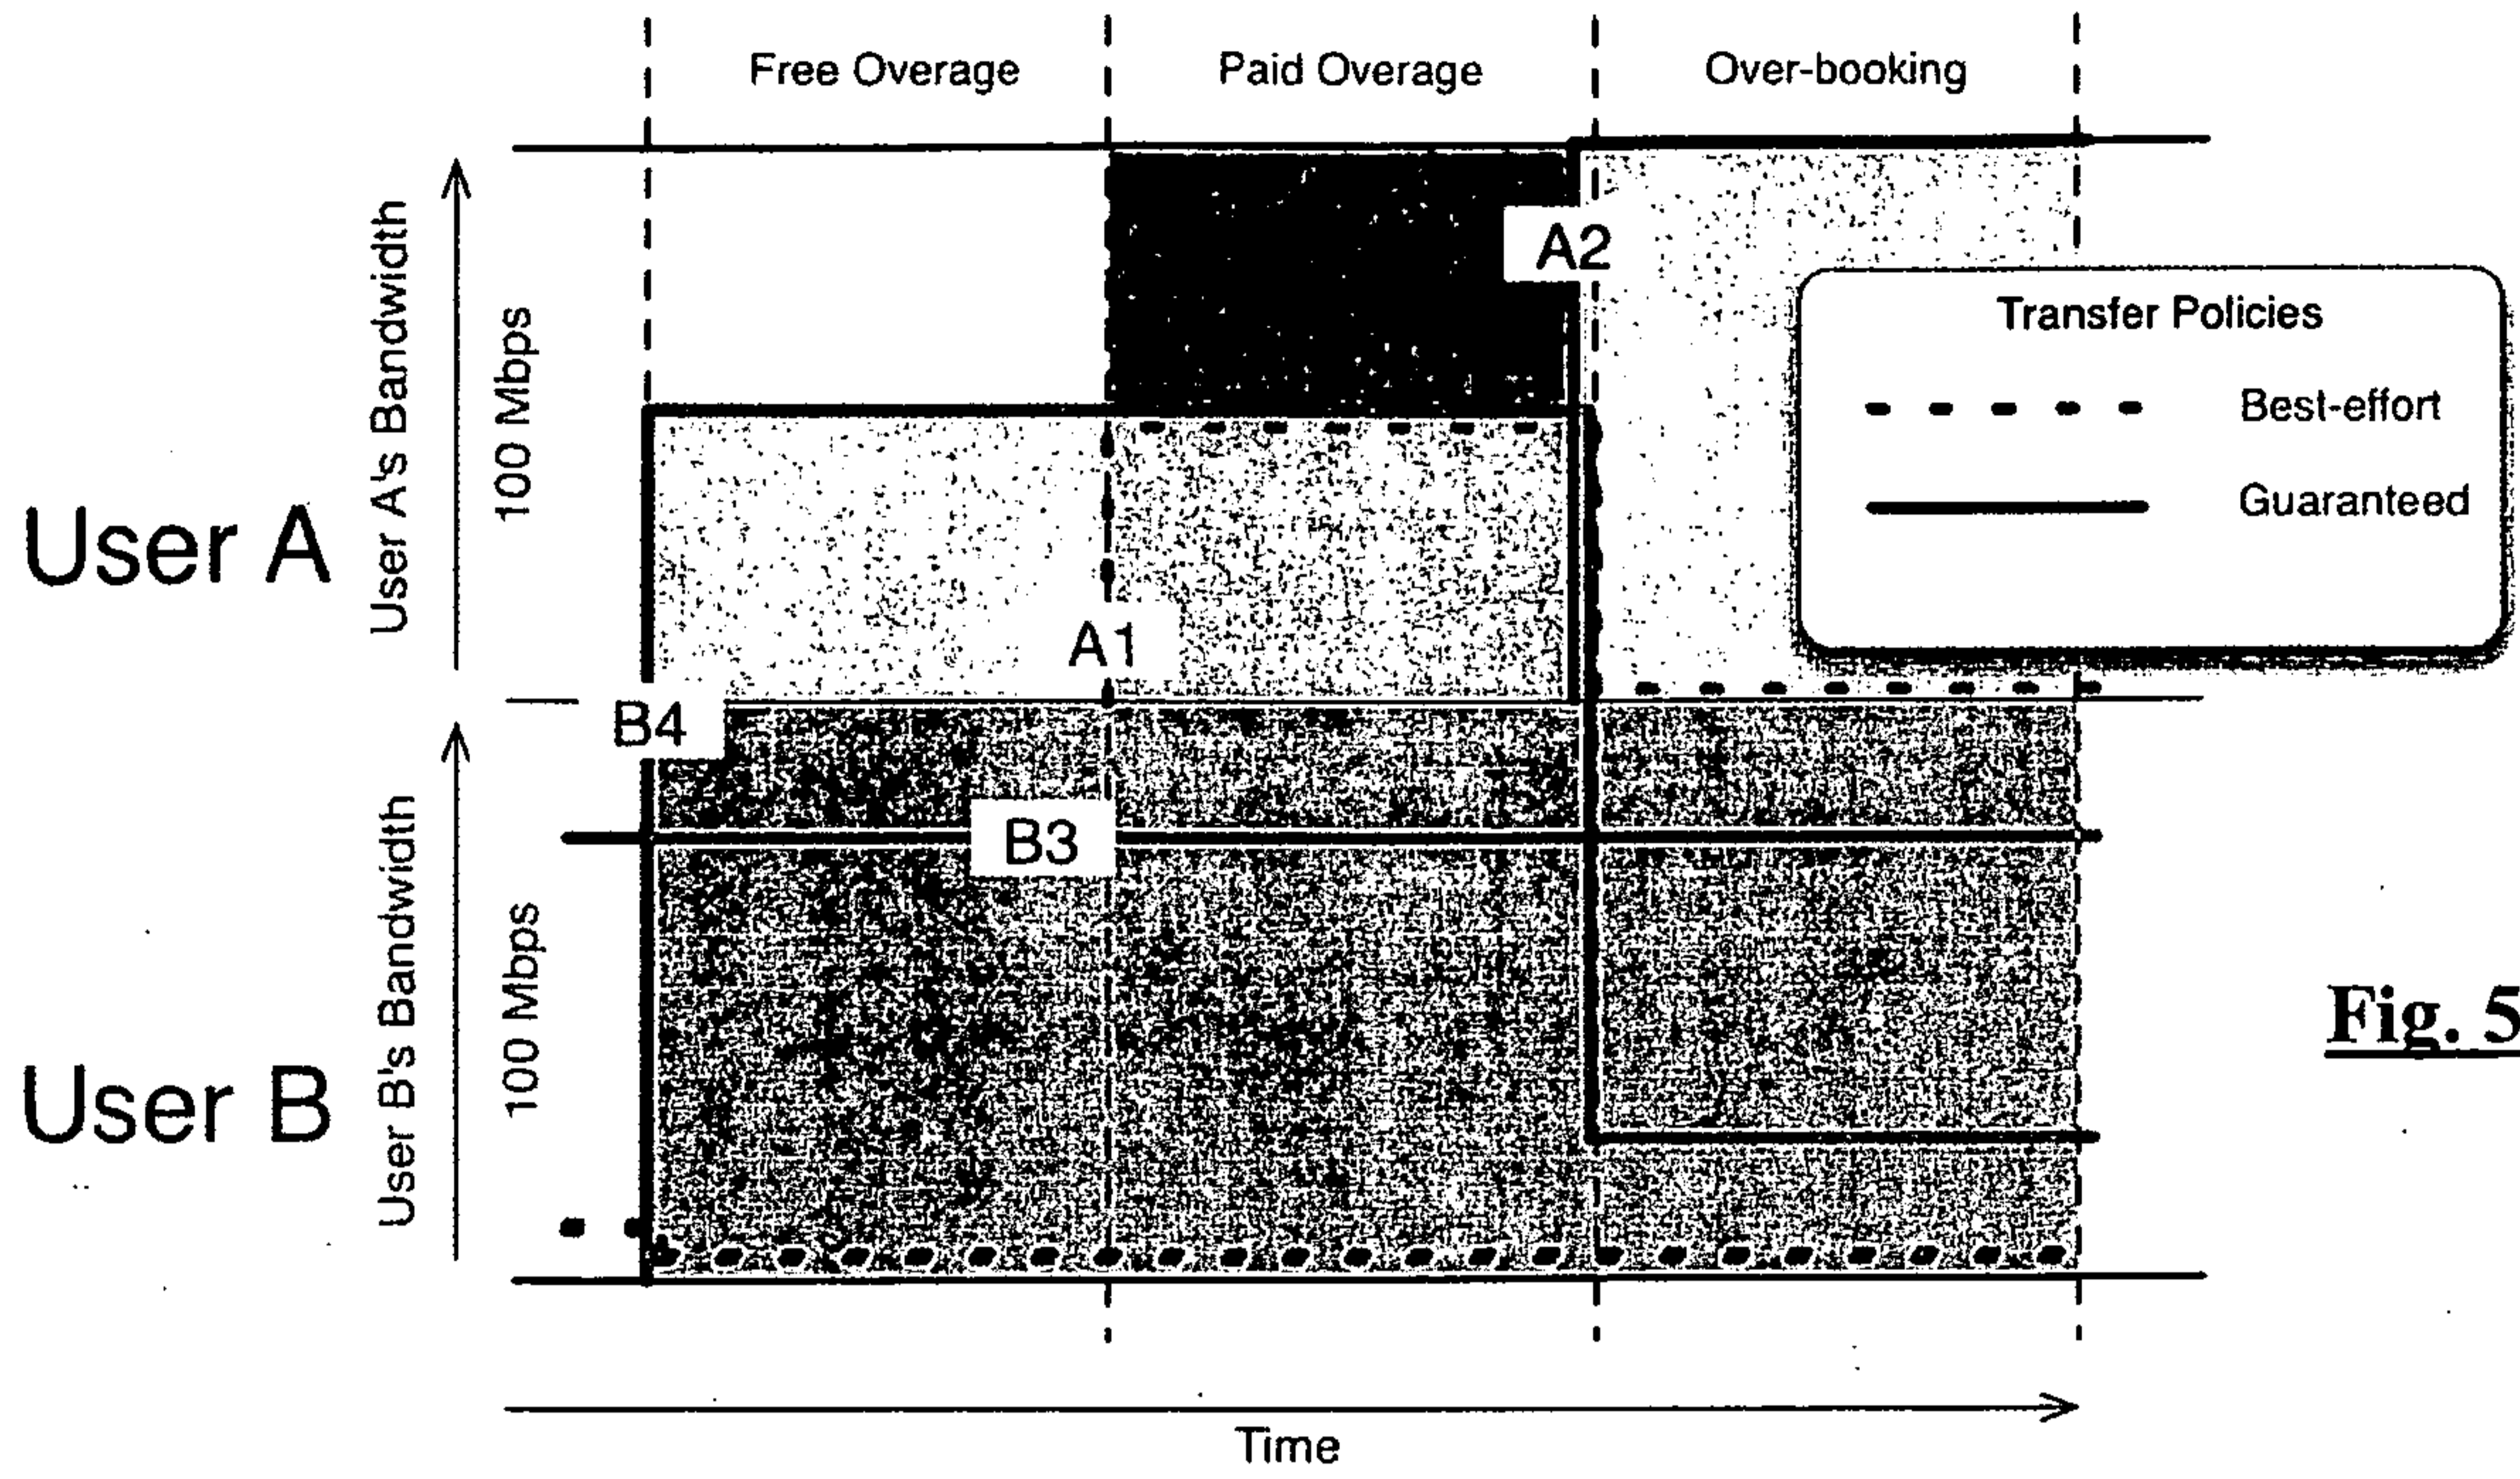 Free Overage
Paid Overage
Over-booking
User A's Bandwidth
100 Mbps
A2
Transfer Policies
Best-effort
Guaranteed
User A
A1
B4
B3
User B's Bandwidth
100 Mbps
User B
Fig. 5
Time